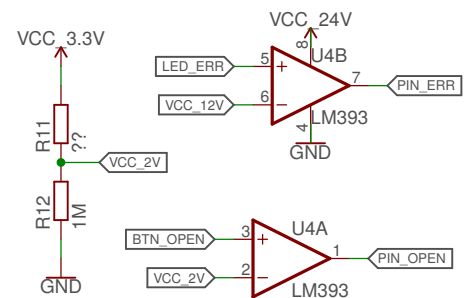 VCC_3.3V
R11
??
VCC_2V
R12
1M
GND
VCC_24V
8
U4B
LED_ERR
5
+
VCC_12V
6
−
7
PIN_ERR
LM393
4
GND
U4A
BTN_OPEN
3
+
VCC_2V
2
−
1
PIN_OPEN
LM393